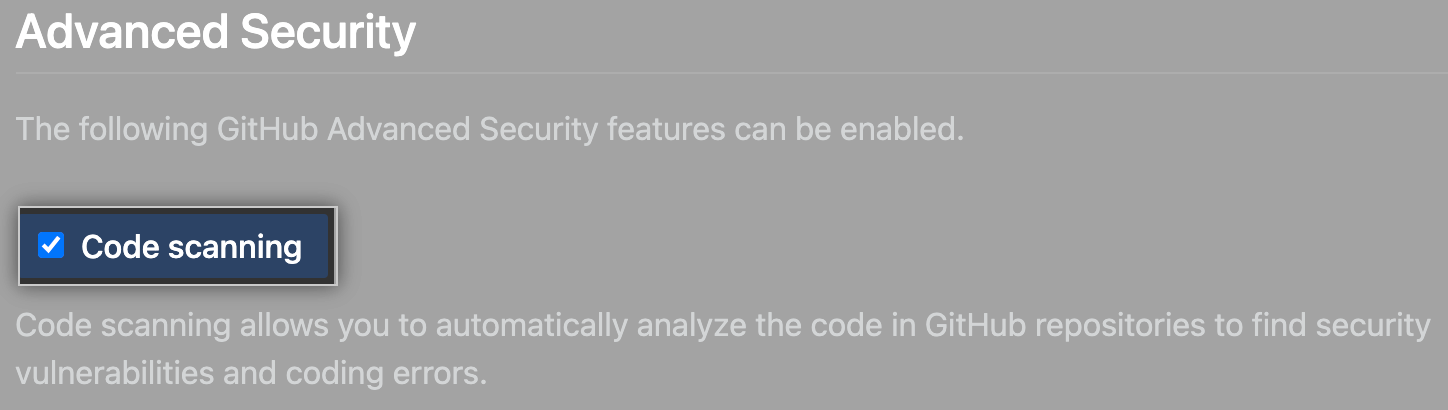 Advanced Security
The following GitHub Advanced Security features can be enabled.
Code scanning
Code scanning allows you to automatically analyze the code in GitHub repositories to find security
vulnerabilities and coding errors.